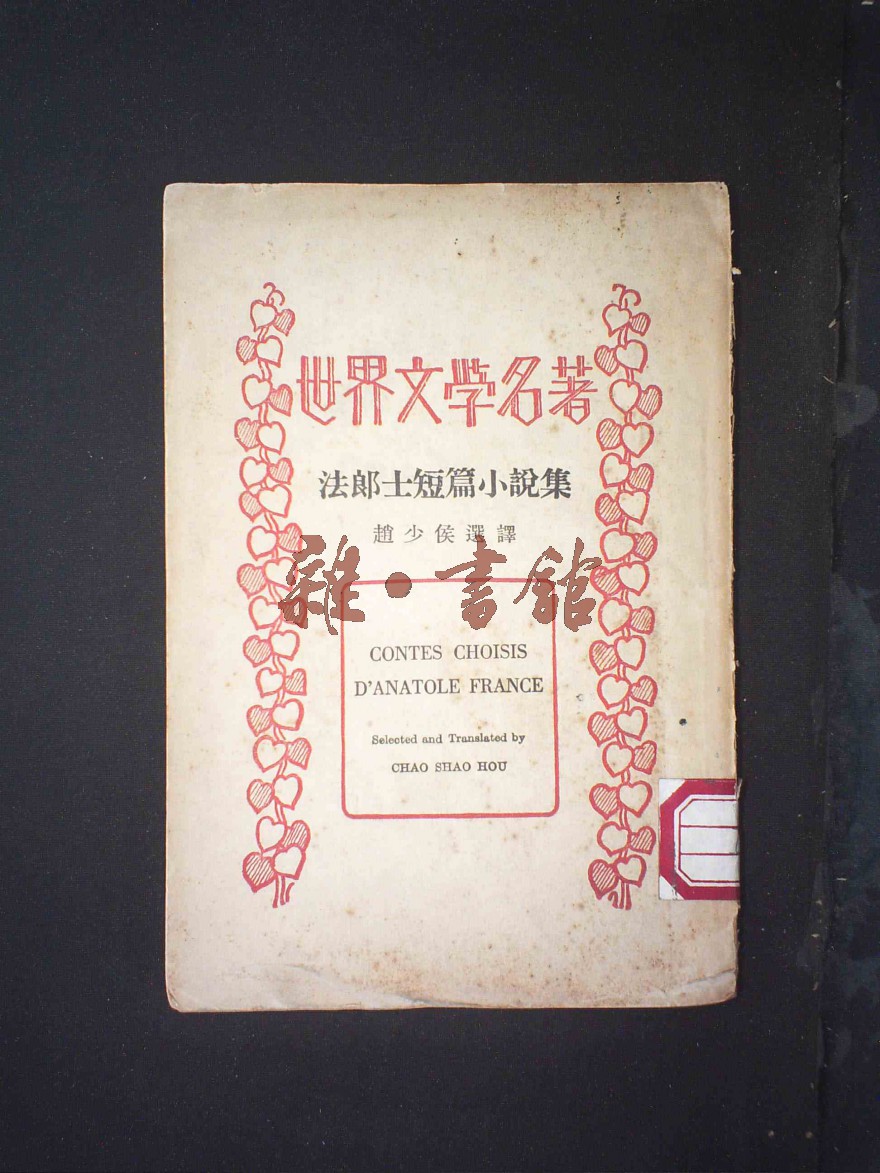 世界文學名著
法郎士短篇小說集
趙少侯選譯
雜·書館
CONTES CHOISIS
D'ANATOLE FRANCE
Selected and Translated by
CHAO SHAO HOU